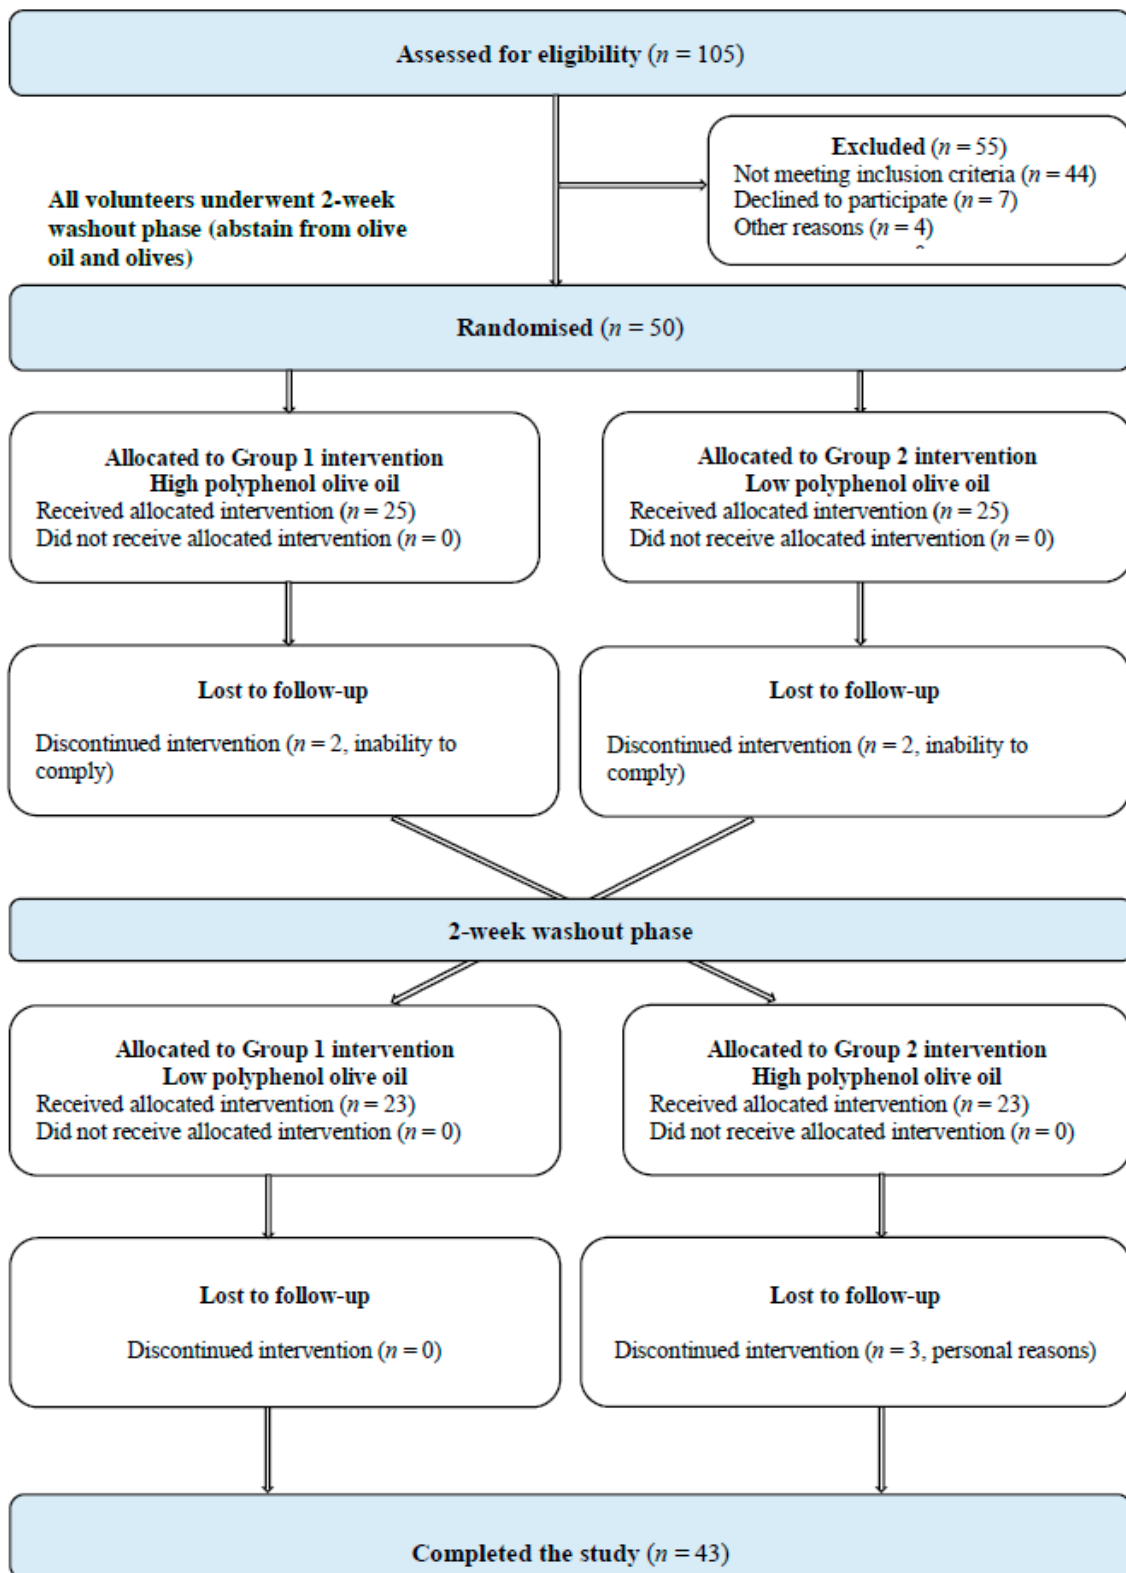 Assessed for eligibility (n = 105)
Excluded (n = 55)
Not meeting inclusion criteria (n = 44)
Declined to participate (n = 7)
Other reasons (n = 4)
All volunteers underwent 2-week
washout phase (abstain from olive
oil and olives)
Randomised (n = 50)
Allocated to Group 1 intervention
High polyphenol olive oil
Received allocated intervention (n = 25)
Did not receive allocated intervention (n = 0)
Allocated to Group 2 intervention
Low polyphenol olive oil
Received allocated intervention (n = 25)
Did not receive allocated intervention (n = 0)
Lost to follow-up
Discontinued intervention (n = 2, inability to
comply)
Lost to follow-up
Discontinued intervention (n = 2, inability to
comply)
2-week washout phase
Allocated to Group 1 intervention
Low polyphenol olive oil
Received allocated intervention (n = 23)
Did not receive allocated intervention (n = 0)
Allocated to Group 2 intervention
High polyphenol olive oil
Received allocated intervention (n = 23)
Did not receive allocated intervention (n = 0)
Lost to follow-up
Discontinued intervention (n = 0)
Lost to follow-up
Discontinued intervention (n = 3, personal reasons)
Completed the study (n = 43)